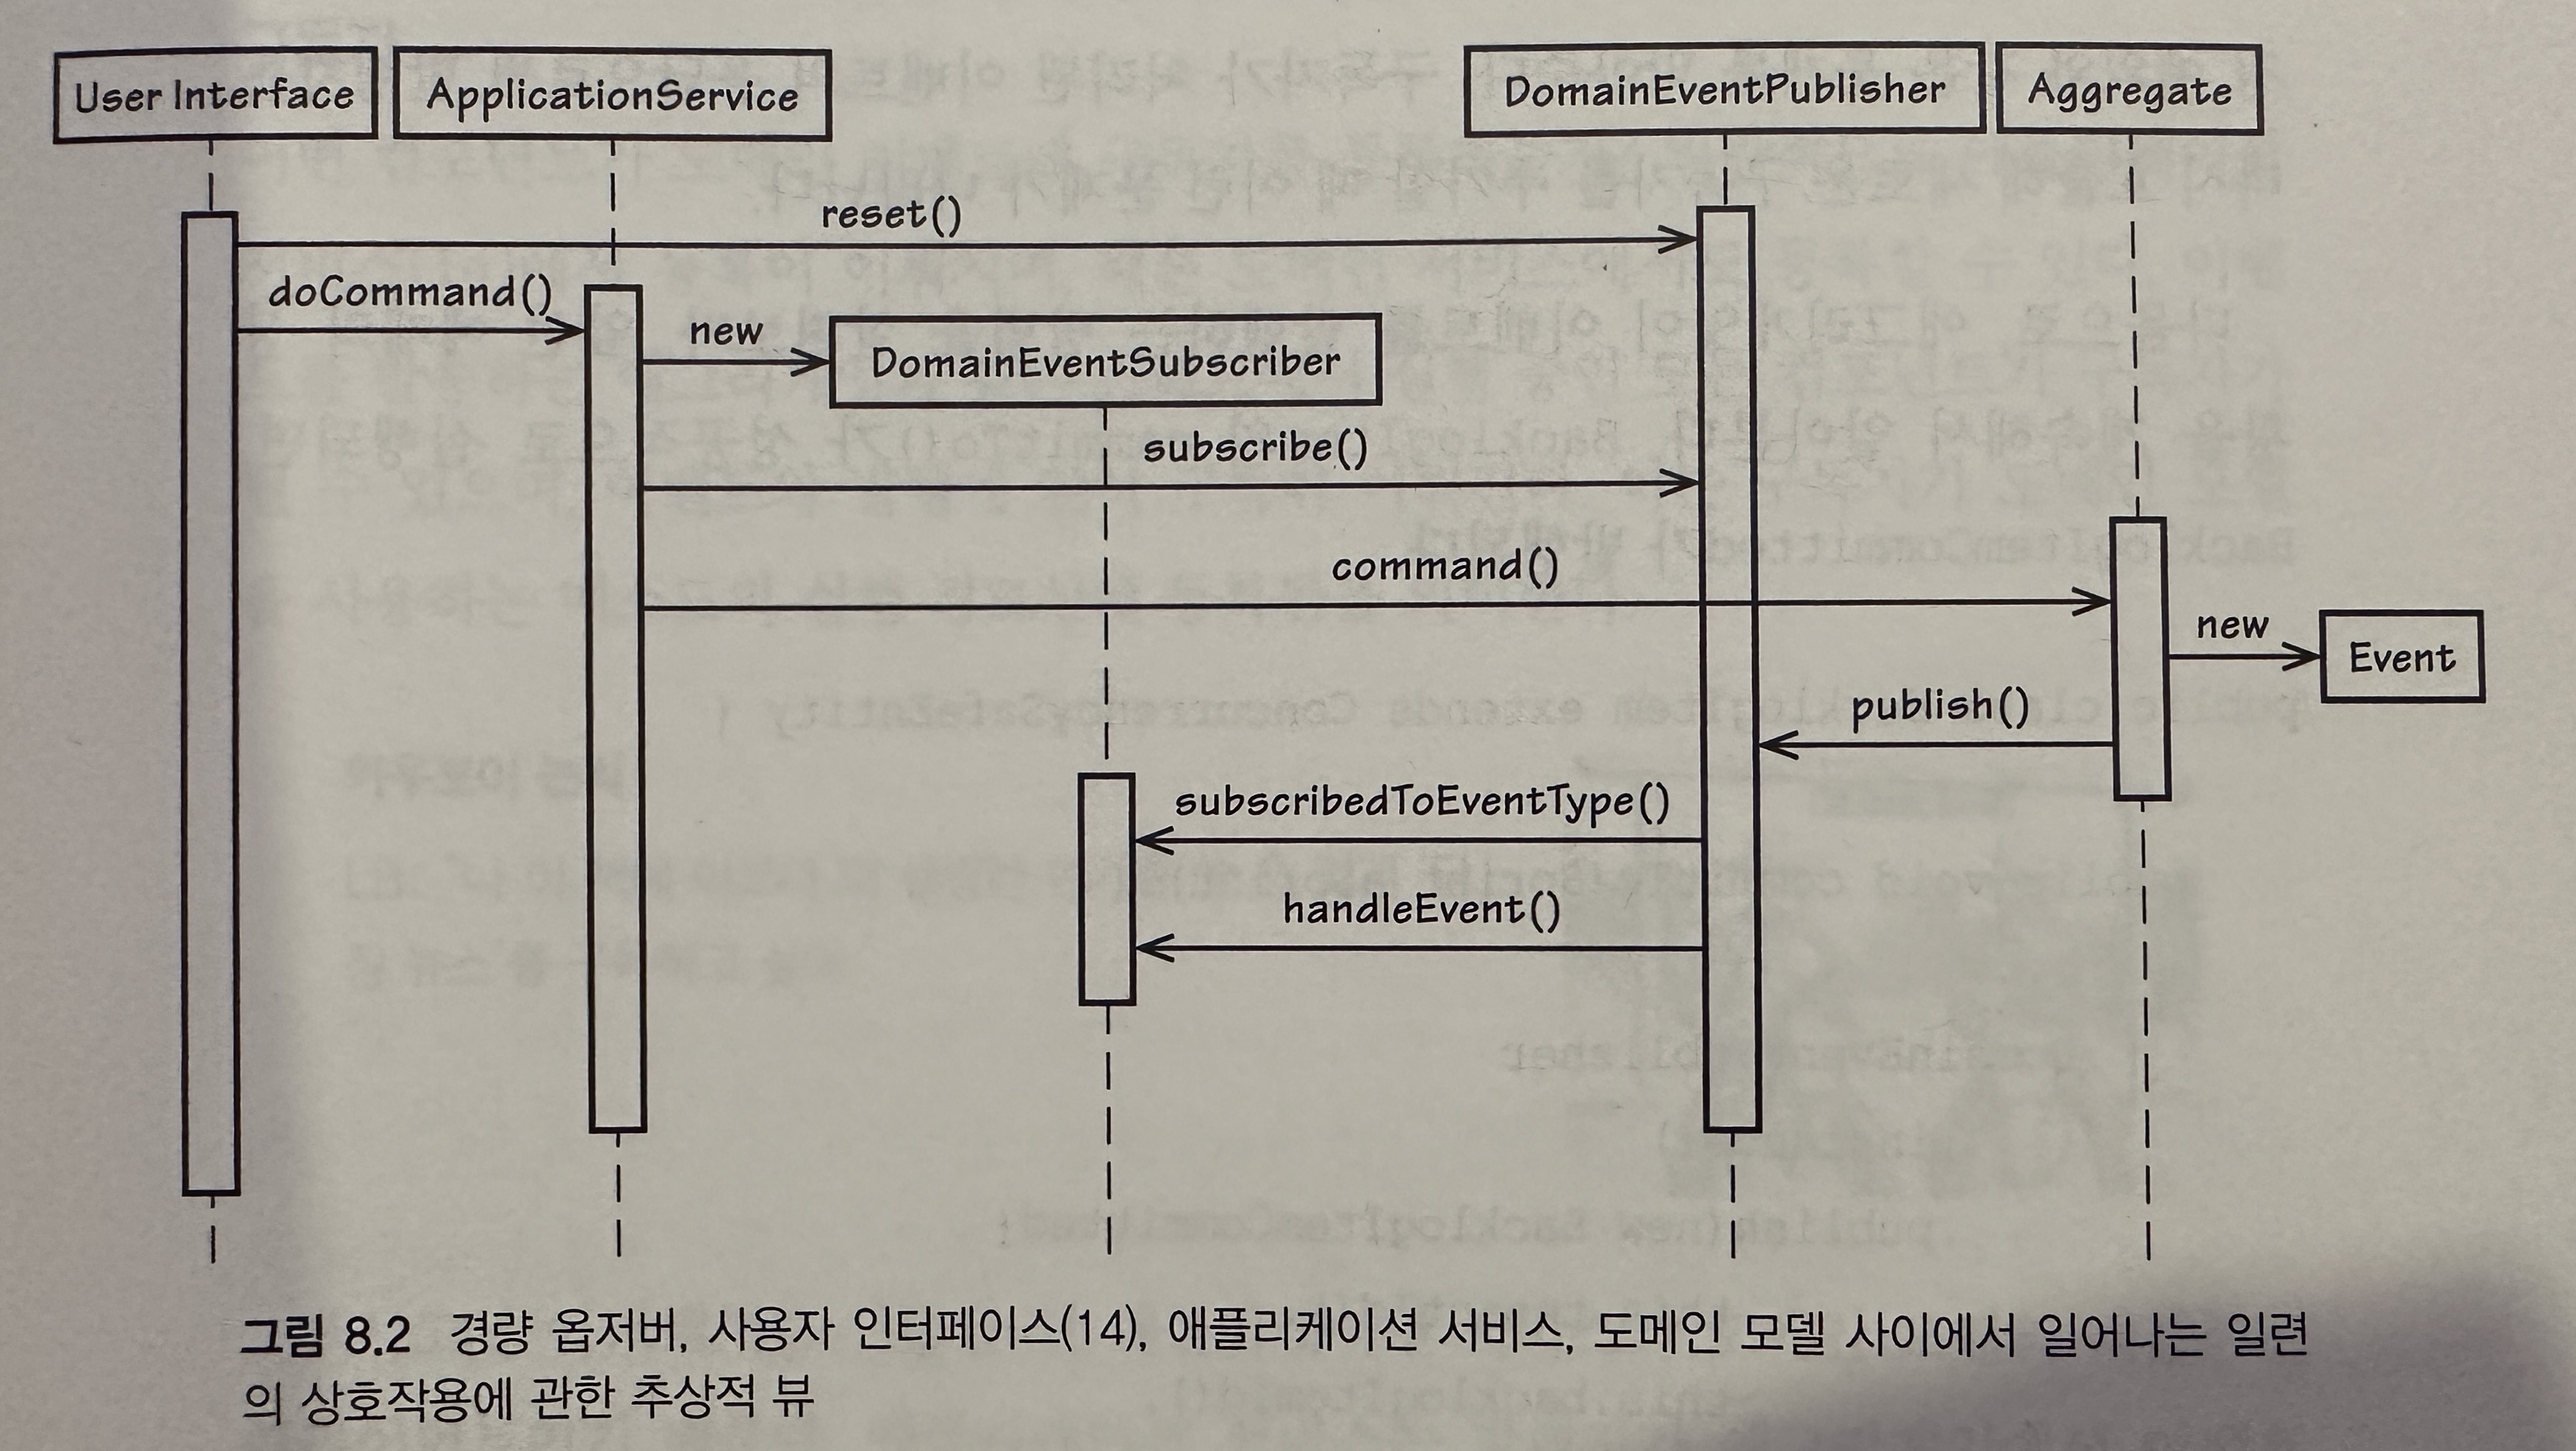 User Interface
ApplicationService
DomainEventPublisher
Aggregate
reset()
doCommand()
new
DomainEventSubscriber
subscribe()
command()
new
Event
publish()
subscribedToEventType()
handleEvent()
그림 8.2 경량 옵저버, 사용자 인터페이스(14), 애플리케이션 서비스, 도메인 모델 사이에서 일어나는 일련
의 상호작용에 관한 추상적 뷰